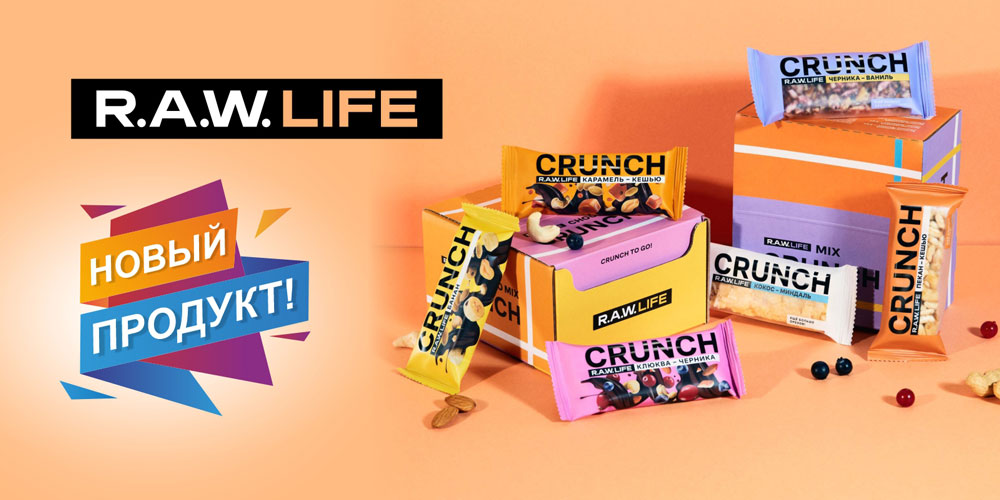 R.A.W. LIFE
НОВЫЙ
ПРОДУКТ!
CRUNCH
R.A.W. LIFE
ЧЕРНИКА – ВАНИЛЬ
CRUNCH
R.A.W. LIFE
КАРАМЕЛЬ – КЕШЬЮ
CRUNCH
R.A.W. LIFE
БАНАН
CRUNCH TO GO!
R.A.W. LIFE
R.A.W. LIFE MIX
CRUNCH
R.A.W. LIFE
КОКОС – МИНДАЛЬ
CRUNCH
R.A.W. LIFE
ПЕКАН – КЕШЬЮ
CRUNCH
R.A.W. LIFE
КЛЮКВА – ЧЕРНИКА